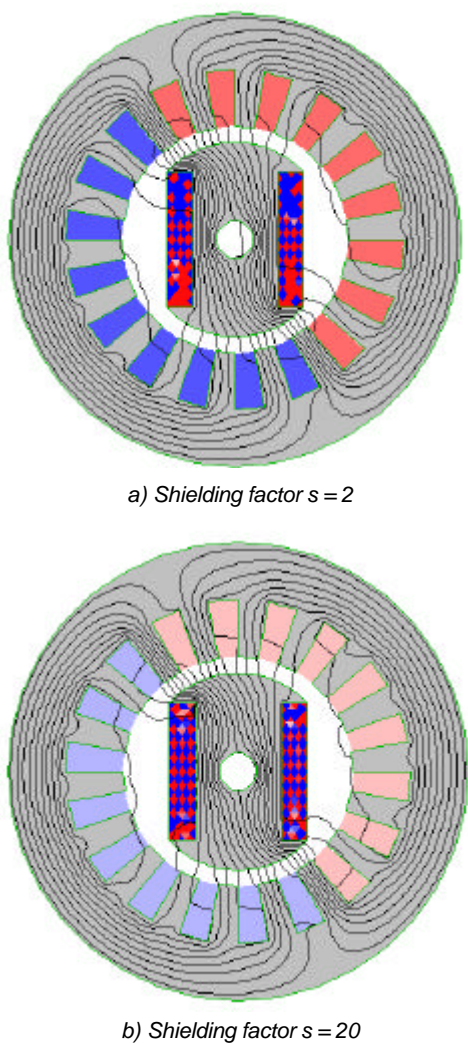 a) Shielding factor s = 2
b) Shielding factor s = 20